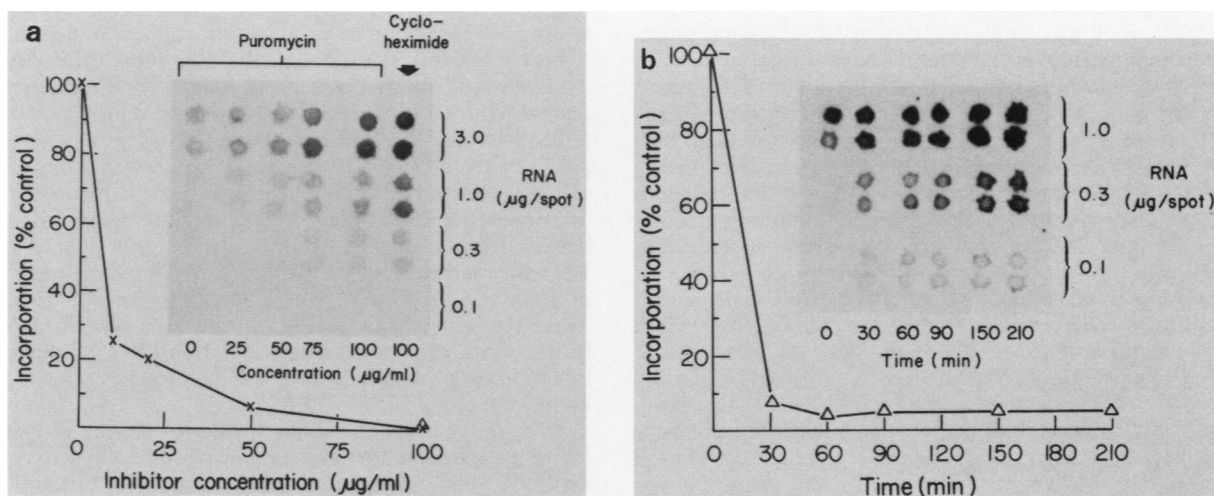 a
Puromycin
Cyclo-
heximide
100
80
60
40
20
Incorporation (% control)
3.0
1.0
0.3
0.1
RNA
(μg/spot)
0 25 50 75 100 100
Concentration (μg/ml)
0 25 50 75 100
Inhibitor concentration (μg/ml)
b
100
80
60
40
20
Incorporation (% control)
1.0
0.3
0.1
RNA
(μg/spot)
0 30 60 90 150 210
Time (min)
0 30 60 90 120 150 180 210
Time (min)